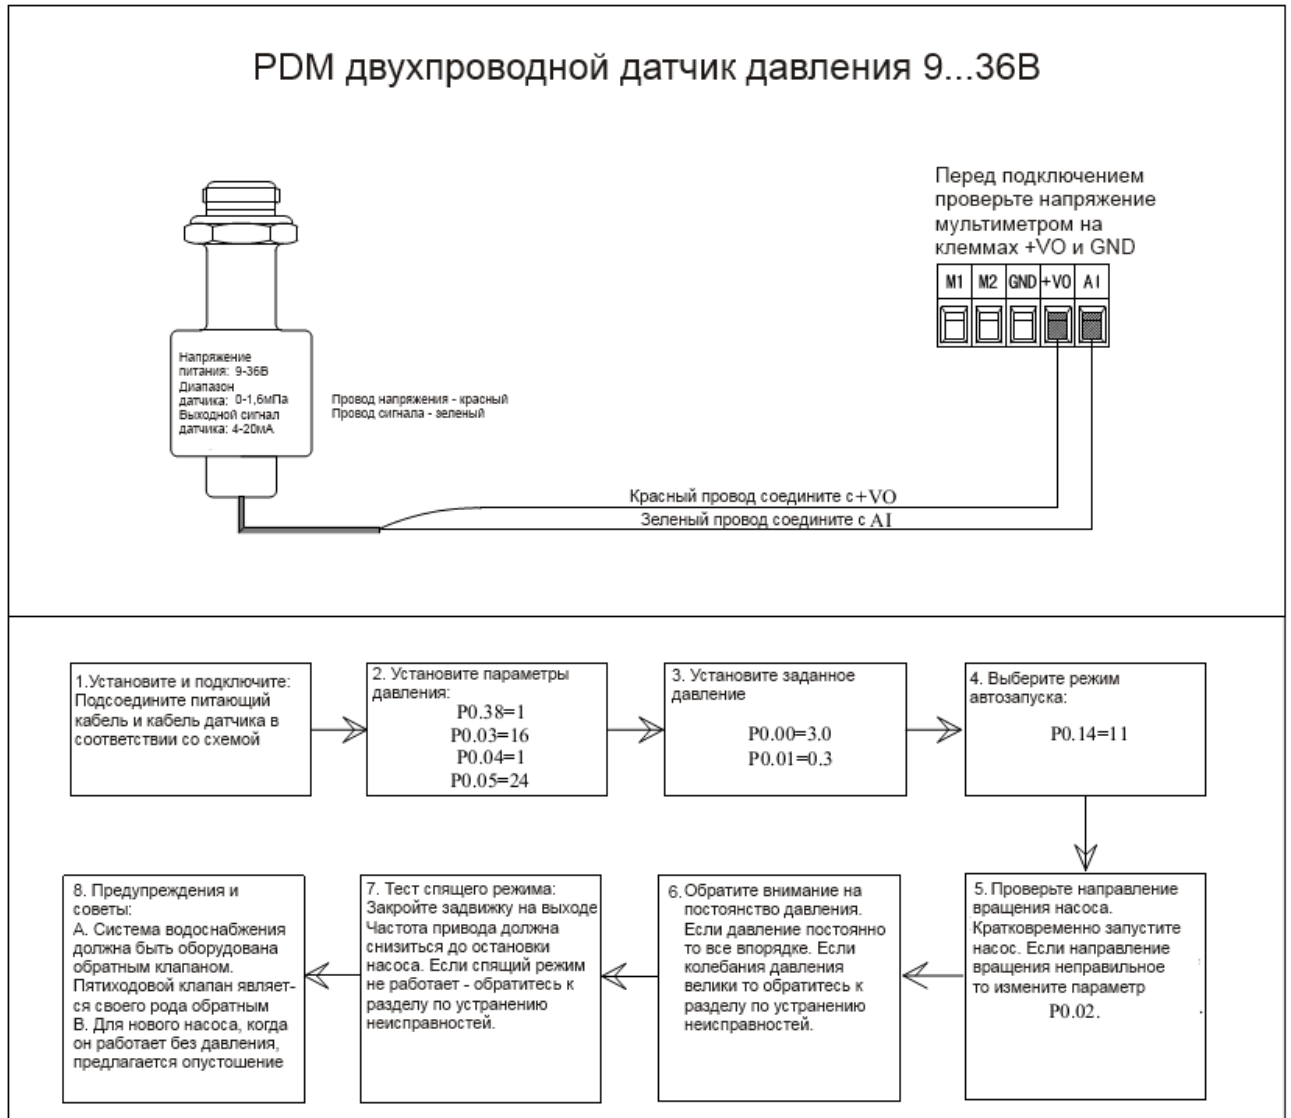 PDM двухпроводной датчик давления 9...36В
Перед подключением
проверьте напряжение
мультиметром на
клеммах +VO и GND
M1 M2 GND +VO AI
Напряжение
питания: 9-36В
Диапазон
датчика: 0-1,6мПа
Выходной сигнал
датчика: 4-20мА
Провод напряжения - красный
Провод сигнала - зеленый
Красный провод соедините с +VO
Зеленый провод соедините с AI
1.Установите и подключите:
Подсоедините питающий
кабель и кабель датчика в
соответствии со схемой
2. Установите параметры
давления:
P0.38=1
P0.03=16
P0.04=1
P0.05=24
3. Установите заданное
давление
P0.00=3.0
P0.01=0.3
4. Выберите режим
автозапуска:
P0.14=11
5. Проверьте направление
вращения насоса.
Кратковременно запустите
насос. Если направление
вращения неправильное
то измените параметр
P0.02.
6. Обратите внимание на
постоянство давления.
Если давление постоянно
то все впорядке. Если
колебания давления
велики то обратитесь к
разделу по устранению
неисправностей.
7. Тест спящего режима:
Закройте задвижку на выходе
Частота привода должна
снизиться до остановки
насоса. Если спящий режим
не работает - обратитесь к
разделу по устранению
неисправностей.
8. Предупреждения и
советы:
А. Система водоснабжения
должна быть оборудована
обратным клапаном.
Пятиходовой клапан являет-
ся своего рода обратным
В. Для нового насоса, когда
он работает без давления,
предлагается опустошение